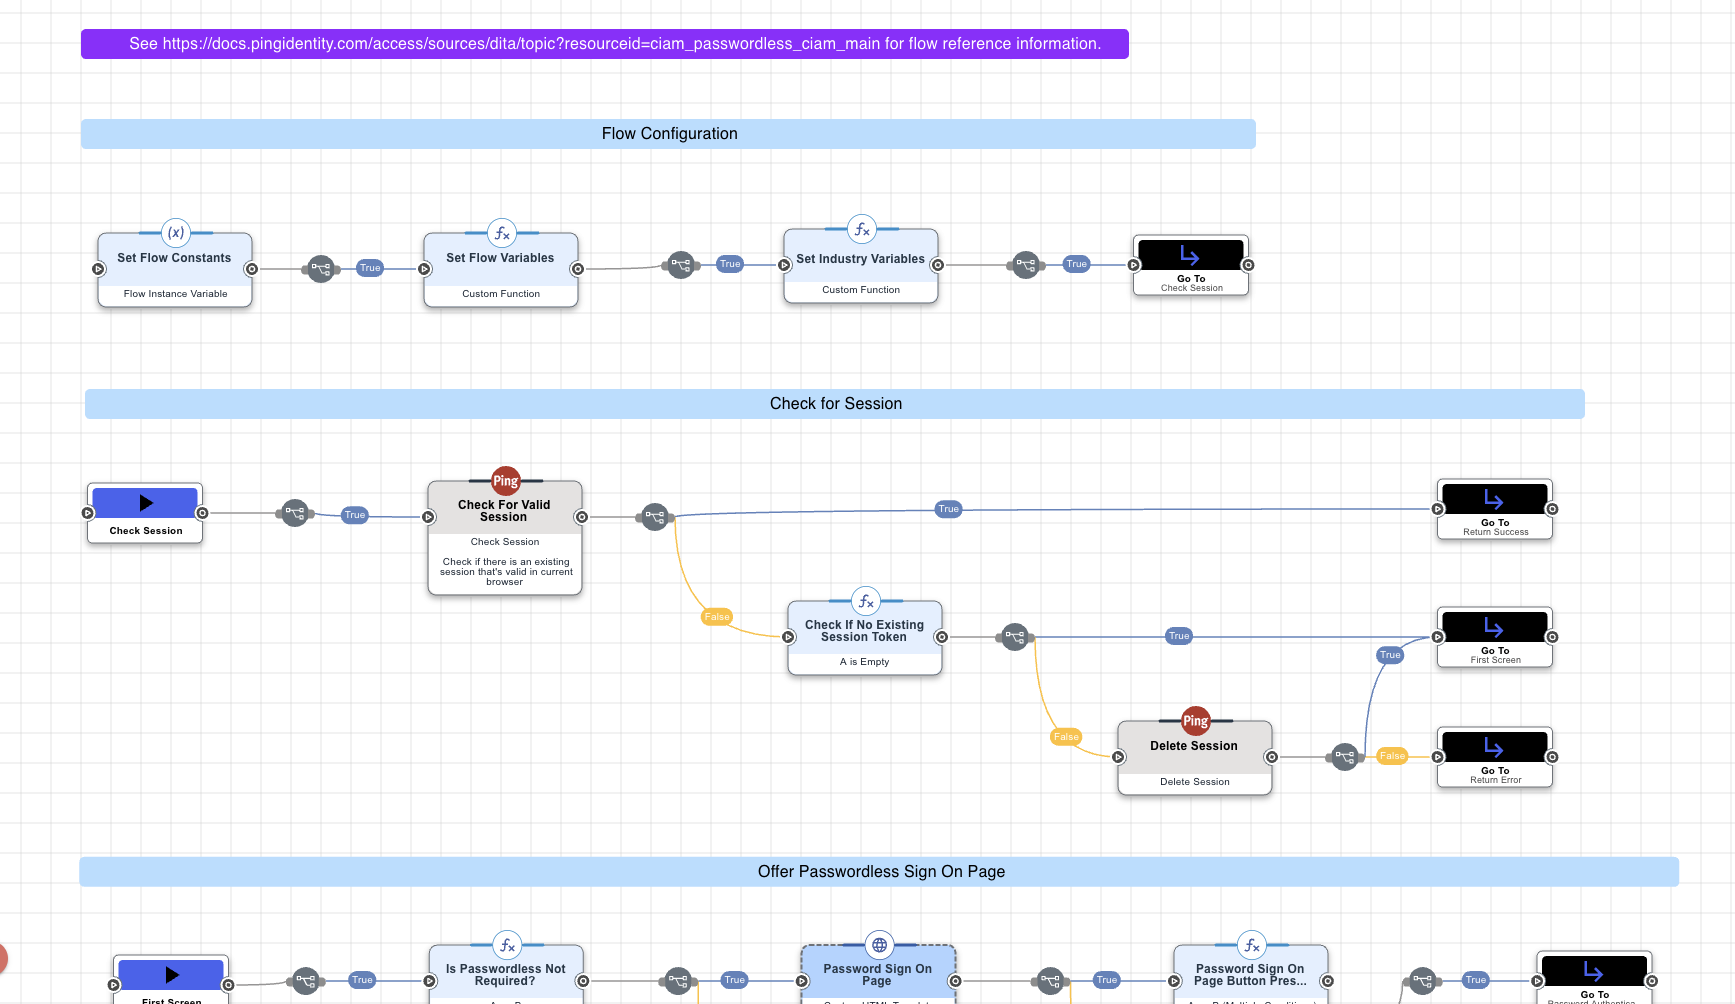 See https://docs.pingidentity.com/access/sources/dita/topic?resourceid=ciam_passwordless_ciam_main for flow reference information.
Flow Configuration
(x)
Set Flow Constants
Flow Instance Variable
True
fx
Set Flow Variables
Custom Function
True
fx
Set Industry Variables
Custom Function
True
Go To
Check Session
Check for Session
Check Session
True
Ping
Check For Valid
Session
Check Session
Check if there is an existing
session that's valid in current
browser
True
Go To
Return Success
False
fx
Check If No Existing
Session Token
A is Empty
True
True
Go To
First Screen
False
Ping
Delete Session
Delete Session
False
Go To
Return Error
Offer Passwordless Sign On Page
First Screen
True
fx
Is Passwordless Not
Required?
True
Password Sign On
Page
True
fx
Password Sign On
Page Button Pres...
True
Go To